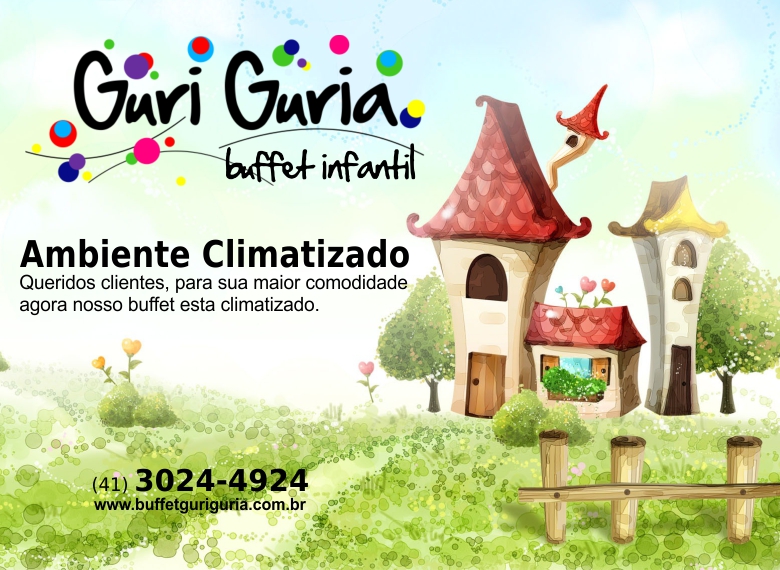 Guri Guria
buffet infantil
Ambiente Climatizado
Queridos clientes, para sua maior comodidade
agora nosso buffet esta climatizado.
(41) 3024-4924
www.buffetguriguria.com.br